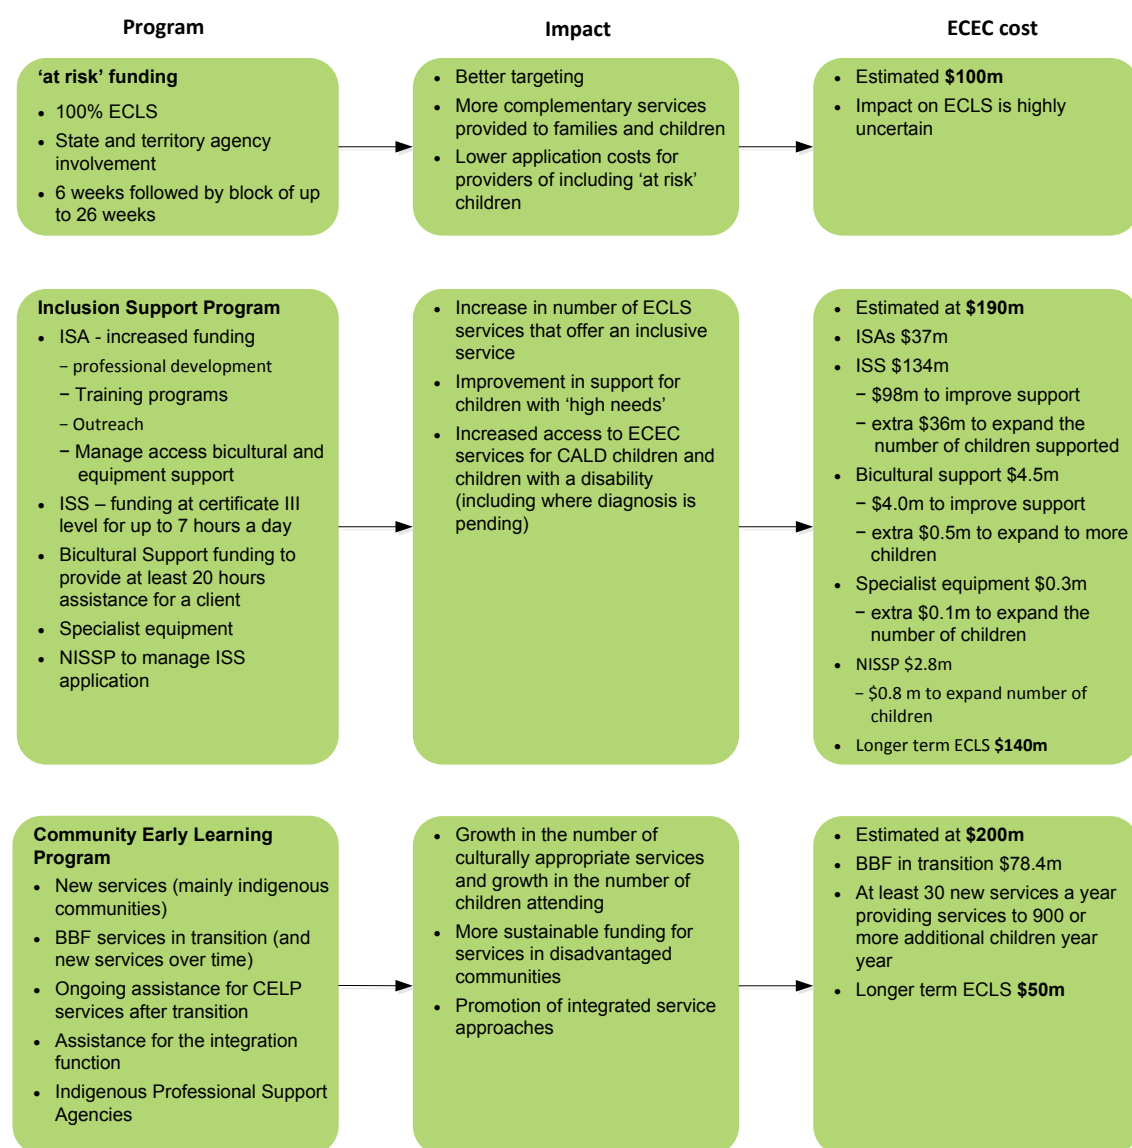 Program
Impact
ECEC cost
‘at risk’ funding
• 100% ECLS
• State and territory agency
involvement
• 6 weeks followed by block of up
to 26 weeks
• Better targeting
• More complementary services
provided to families and children
• Lower application costs for
providers of including ‘at risk’
children
• Estimated $100m
• Impact on ECLS is highly
uncertain
Inclusion Support Program
• ISA - increased funding
– professional development
− Training programs
– Outreach
− Manage access bicultural and
equipment support
• ISS – funding at certificate III
level for up to 7 hours a day
• Bicultural Support funding to
provide at least 20 hours
assistance for a client
• Specialist equipment
• NISSP to manage ISS
application
• Increase in number of ECLS
services that offer an inclusive
service
• Improvement in support for
children with ‘high needs’
• Increased access to ECEC
services for CALD children and
children with a disability
(including where diagnosis is
pending)
• Estimated at $190m
• ISAs $37m
• ISS $134m
− $98m to improve support
− extra $36m to expand the
number of children supported
• Bicultural support $4.5m
− $4.0m to improve support
− extra $0.5m to expand to more
children
• Specialist equipment $0.3m
− extra $0.1m to expand the
number of children
• NISSP $2.8m
– $0.8 m to expand number of
children
• Longer term ECLS $140m
Community Early Learning
Program
• New services (mainly indigenous
communities)
• BBF services in transition (and
new services over time)
• Ongoing assistance for CELP
services after transition
• Assistance for the integration
function
• Indigenous Professional Support
Agencies
• Growth in the number of
culturally appropriate services
and growth in the number of
children attending
• More sustainable funding for
services in disadvantaged
communities
• Promotion of integrated service
approaches
• Estimated at $200m
• BBF in transition $78.4m
• At least 30 new services a year
providing services to 900 or
more additional children year
year
• Longer term ECLS $50m